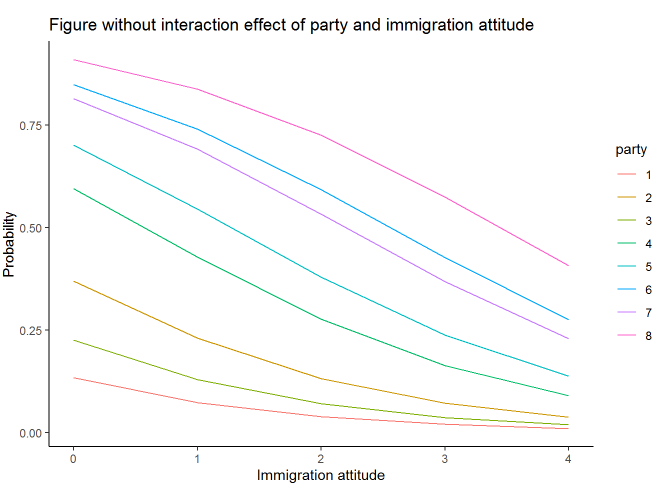 Figure without interaction effect of party and immigration attitude
Probability
0.75
0.50
0.25
0.00
0 1 2 3 4
Immigration attitude
party
1
2
3
4
5
6
7
8